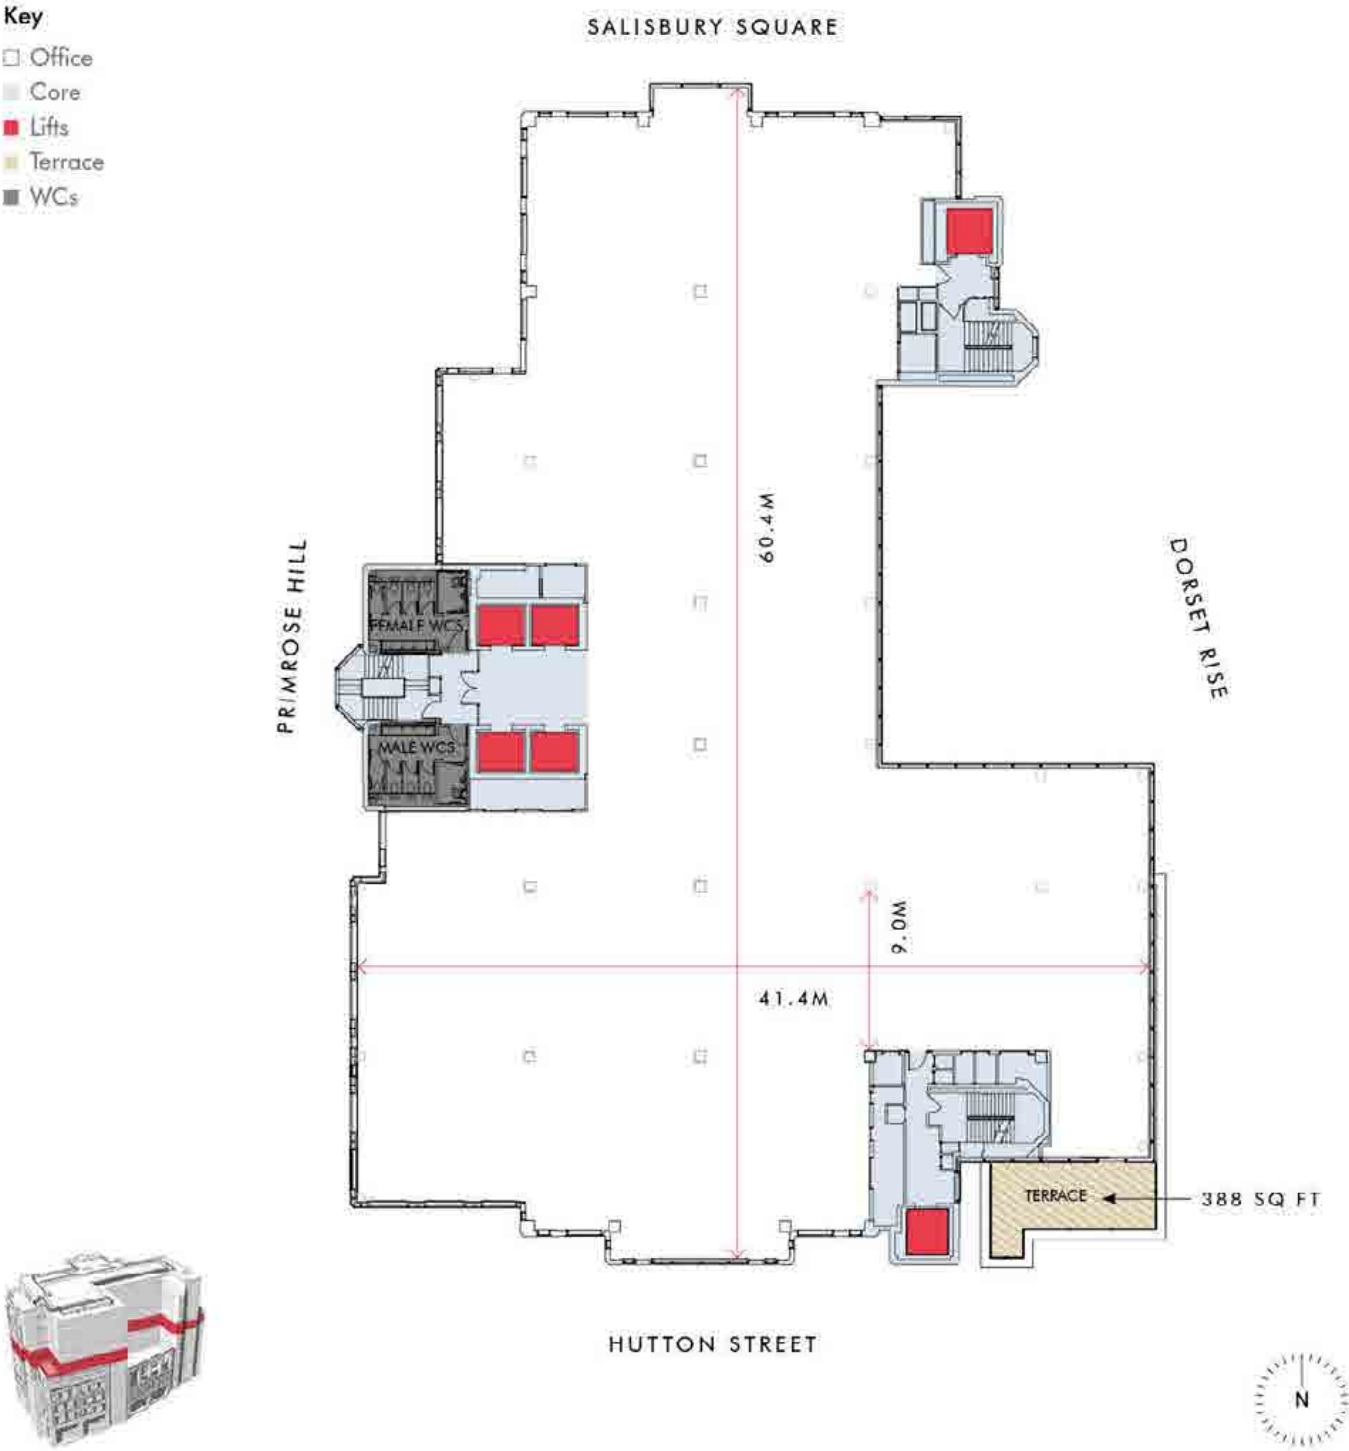 Key
Office
Core
Lifts
Terrace
WCs
SALISBURY SQUARE
PRIMROSE HILL
60.4M
DORSET RISE
FEMALE WCS
MALE WCS
9.0M
41.4M
TERRACE
388 SQ FT
HUTTON STREET
N